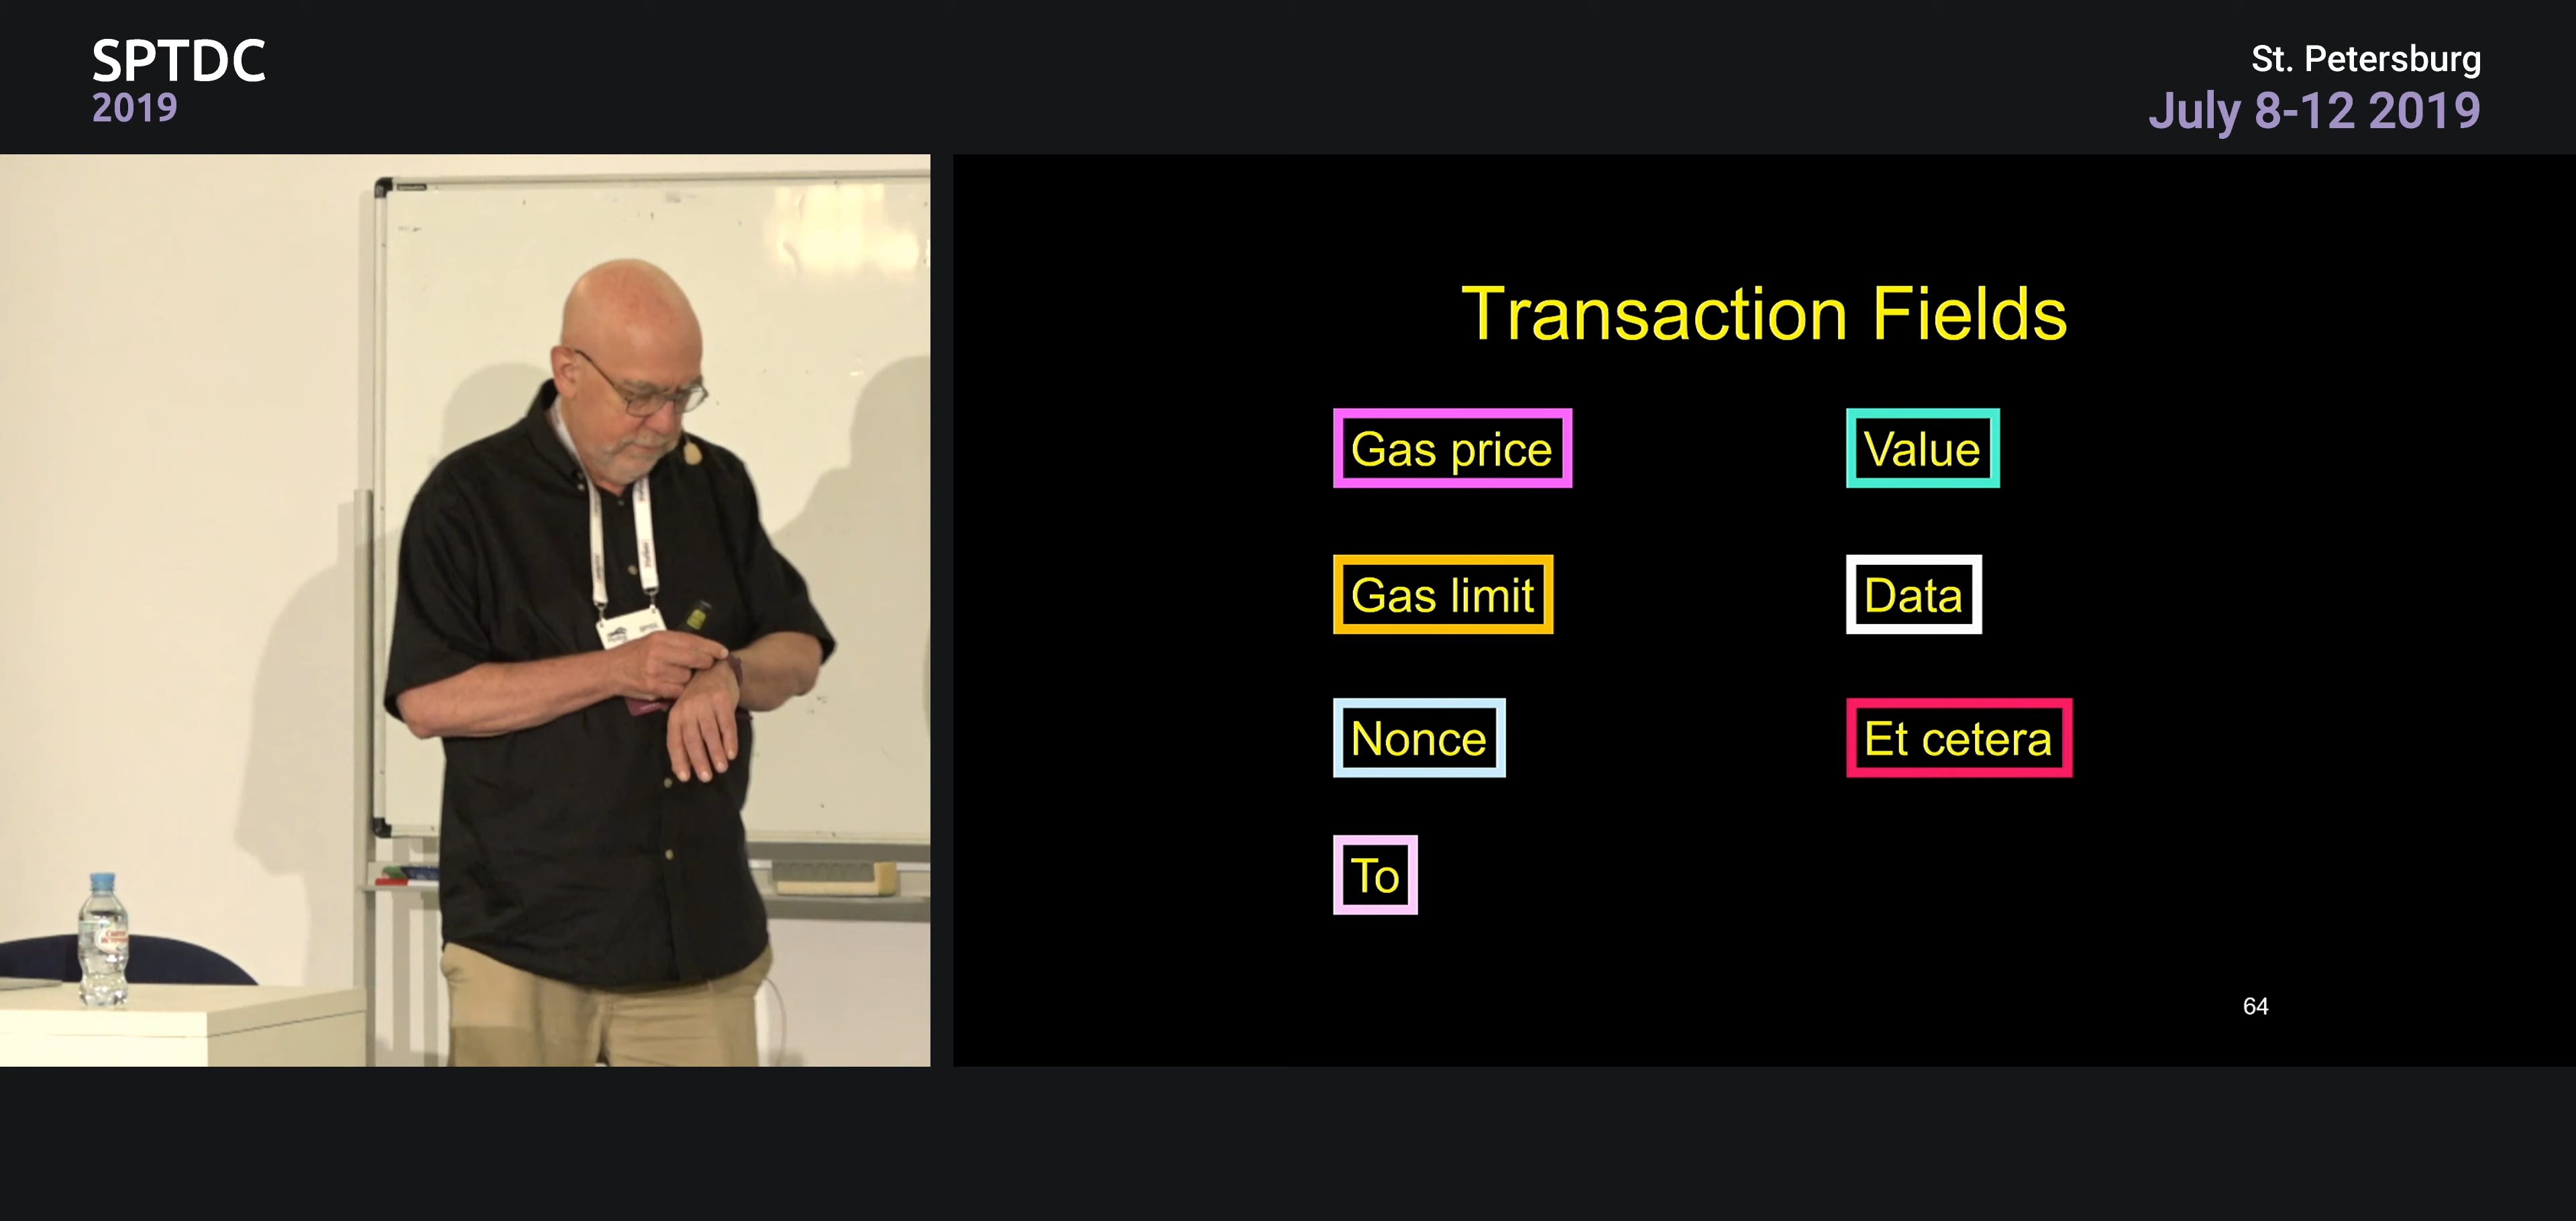 SPTDC
2019
St. Petersburg
July 8-12 2019
Transaction Fields
Gas price
Value
Gas limit
Data
Nonce
Et cetera
To
64